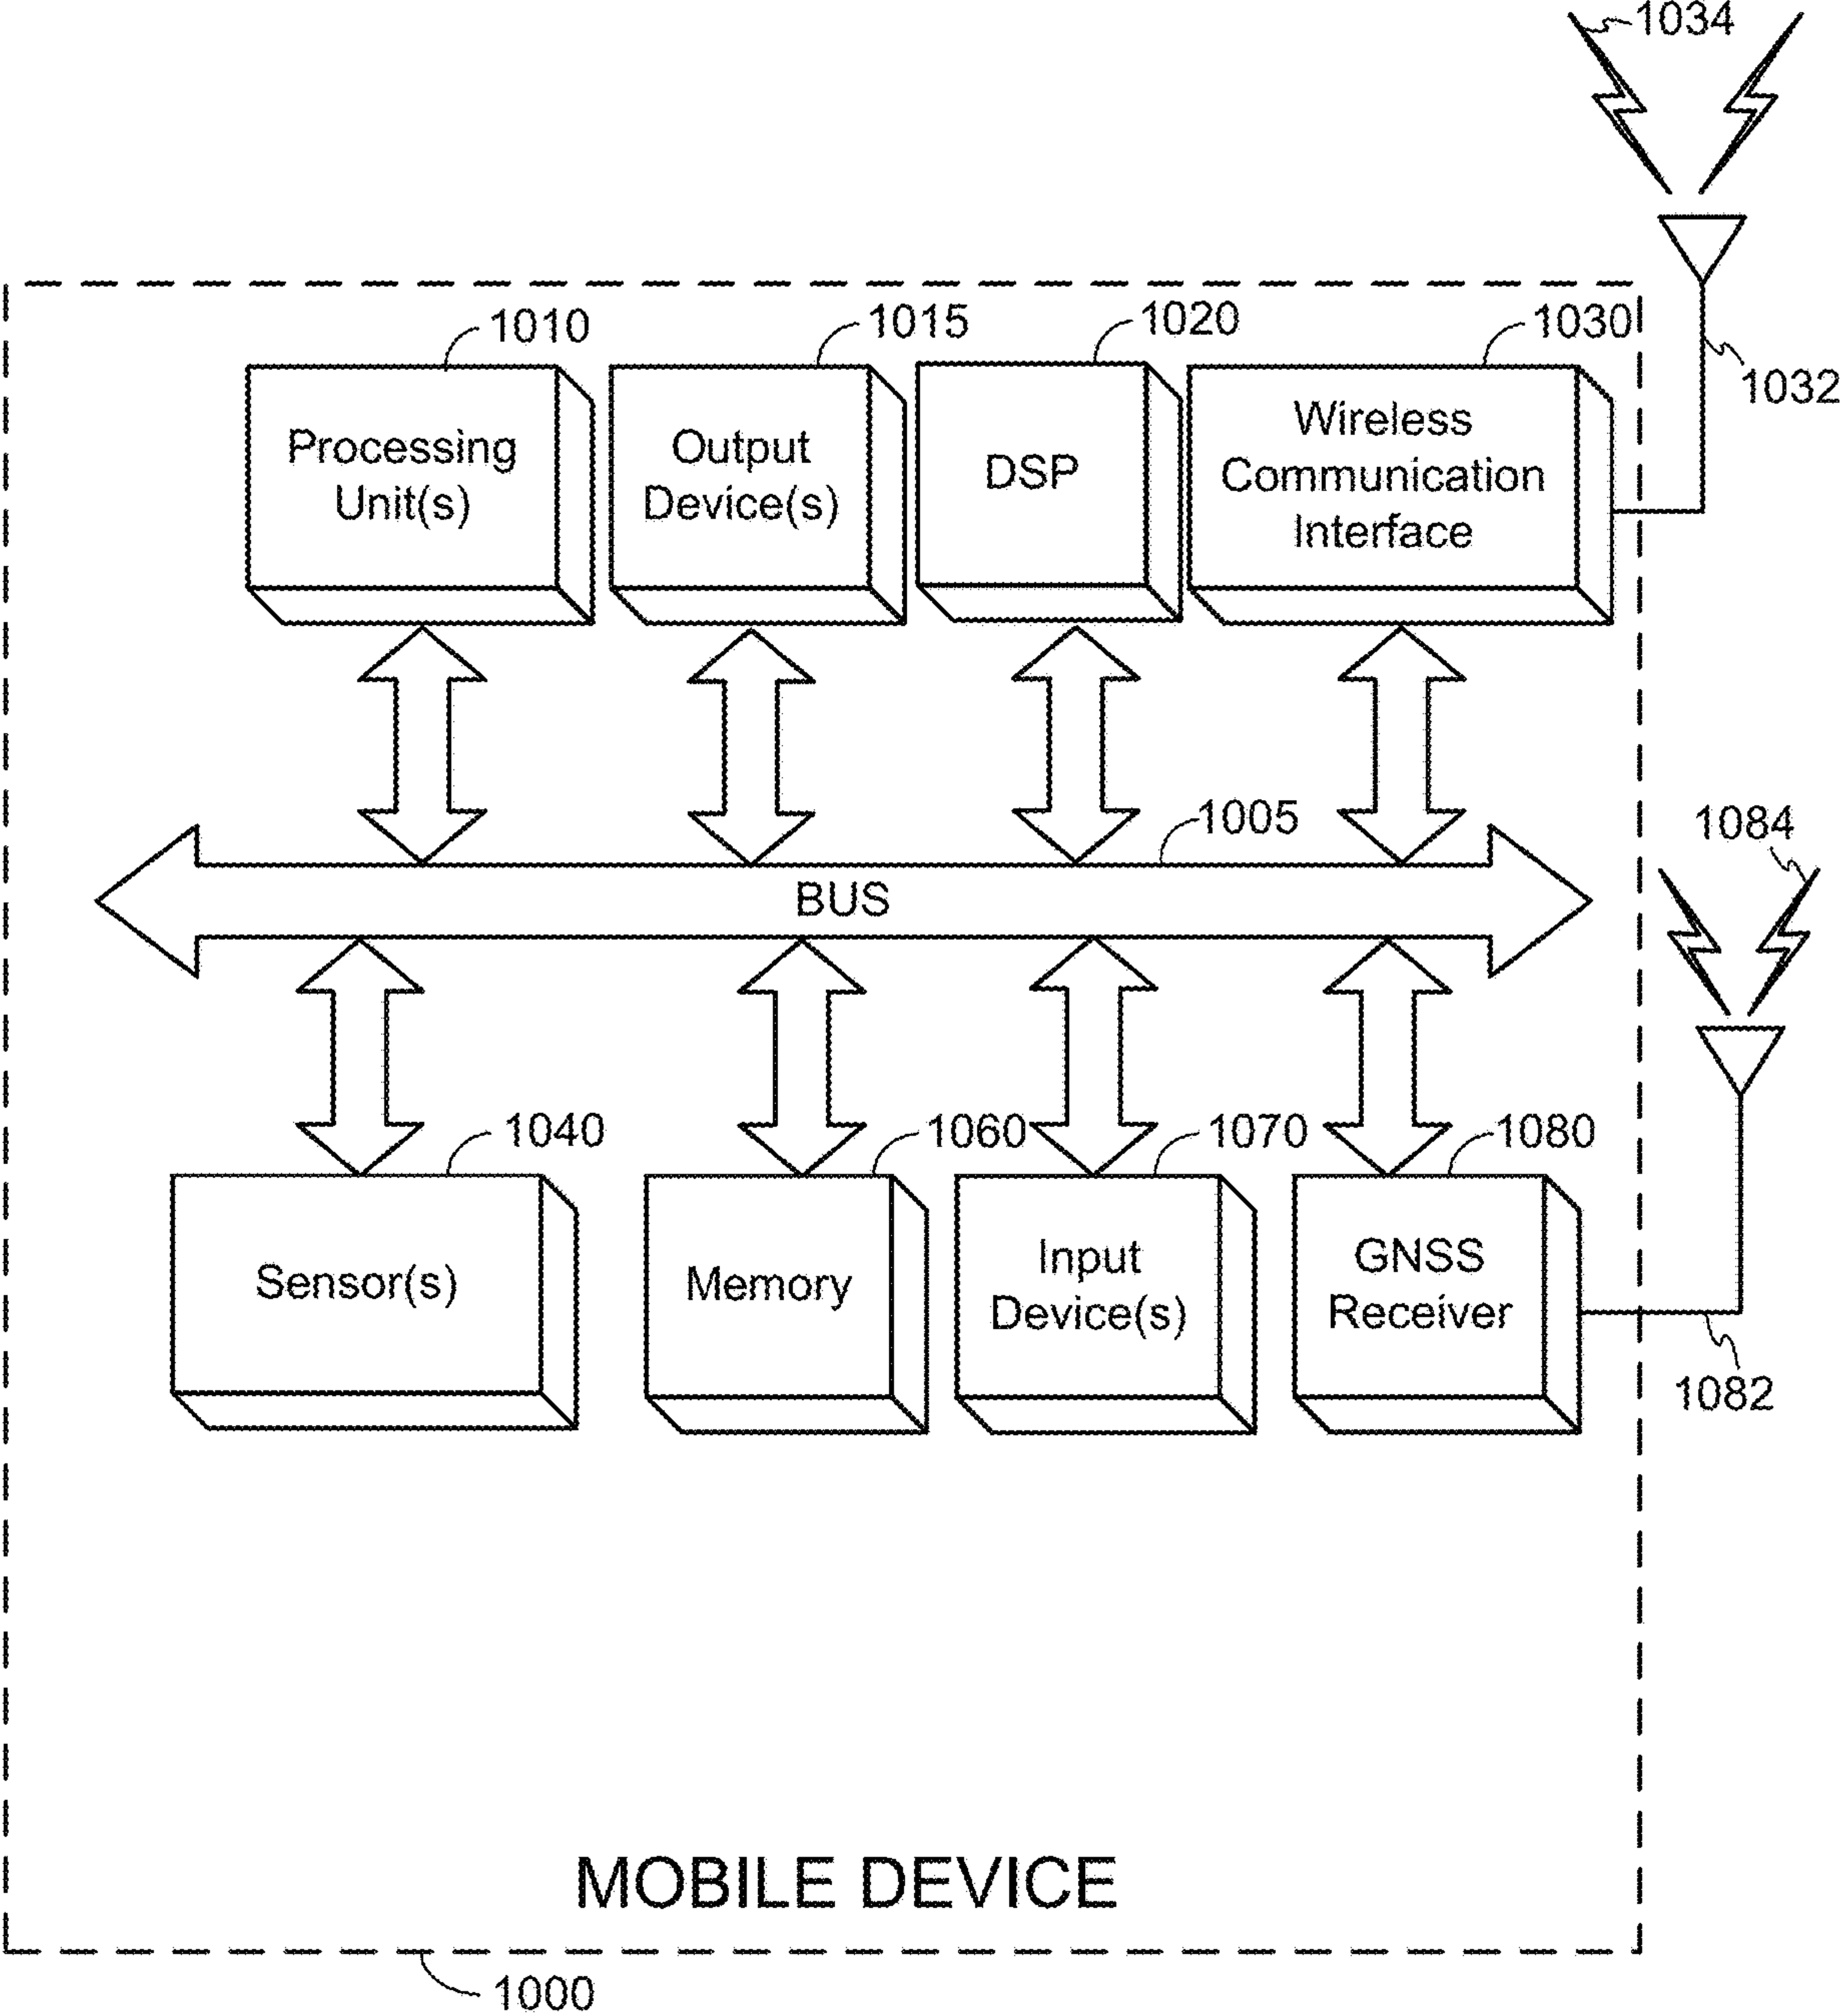 1034
1010
1015
1020
1030
1032
Processing
Unit(s)
Output
Device(s)
DSP
Wireless
Communication
Interface
1005
BUS
1084
1040
1060
1070
1080
Sensor(s)
Memory
Input
Device(s)
GNSS
Receiver
1082
MOBILE DEVICE
1000